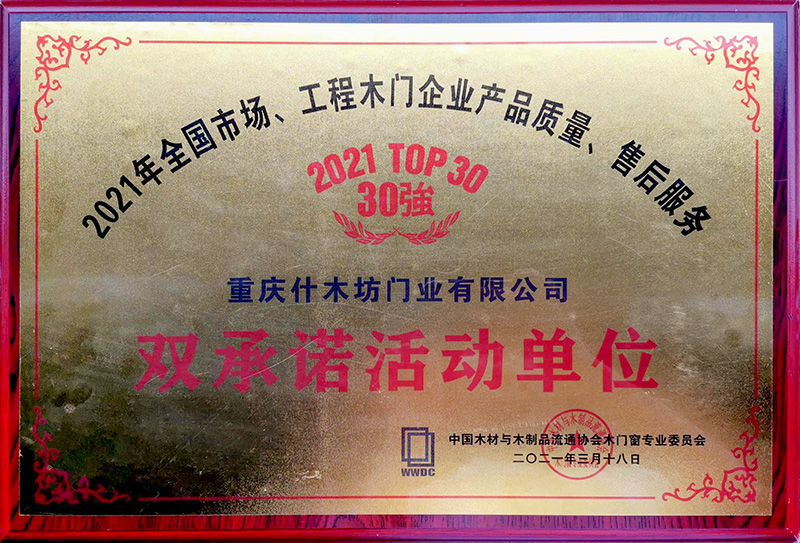 2021年全国市场、工程木门企业产品质量、售后服务
2021 TOP 30
30強
重庆什木坊门业有限公司
双承诺活动单位
WWDC
中国木材与木制品流通协会木门窗专业委员会
二〇二一年三月十八日